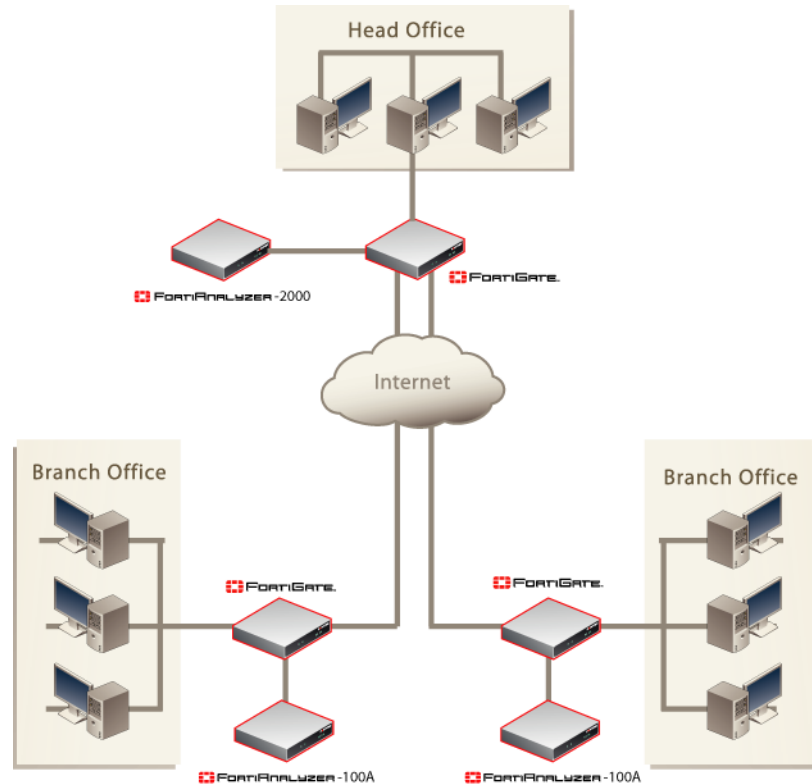 Head Office
FORTIANALYZER-2000
FORTIGATE
Internet
Branch Office
Branch Office
FORTIGATE
FORTIGATE
FORTIANALYZER-100A
FORTIANALYZER-100A